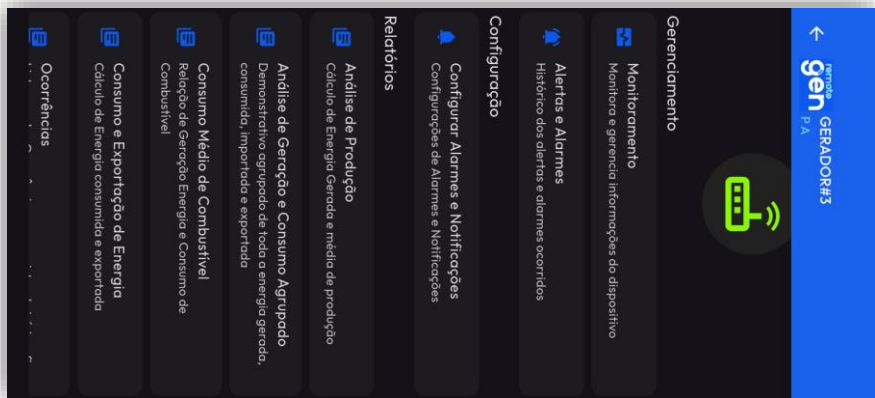 remote
gen
GERADOR#3
PA
Gerenciamento
Monitoramento
Monitora e gerencia informações do dispositivo
Alertas e Alarmes
Histórico dos alertas e alarmes ocorridos
Configuração
Configurar Alarmes e Notificações
Configurações de Alarmes e Notificações
Relatórios
Análise de Produção
Cálculo de Energia Gerada e média de produção
Análise de Geração e Consumo Agrupado
Demonstrativo agrupado de toda a energia gerada,
consumida, importada e exportada
Consumo Médio de Combustível
Relação de Geração Energia e Consumo de
Combustível
Consumo e Exportação de Energia
Cálculo de Energia consumida e exportada
Ocorrências